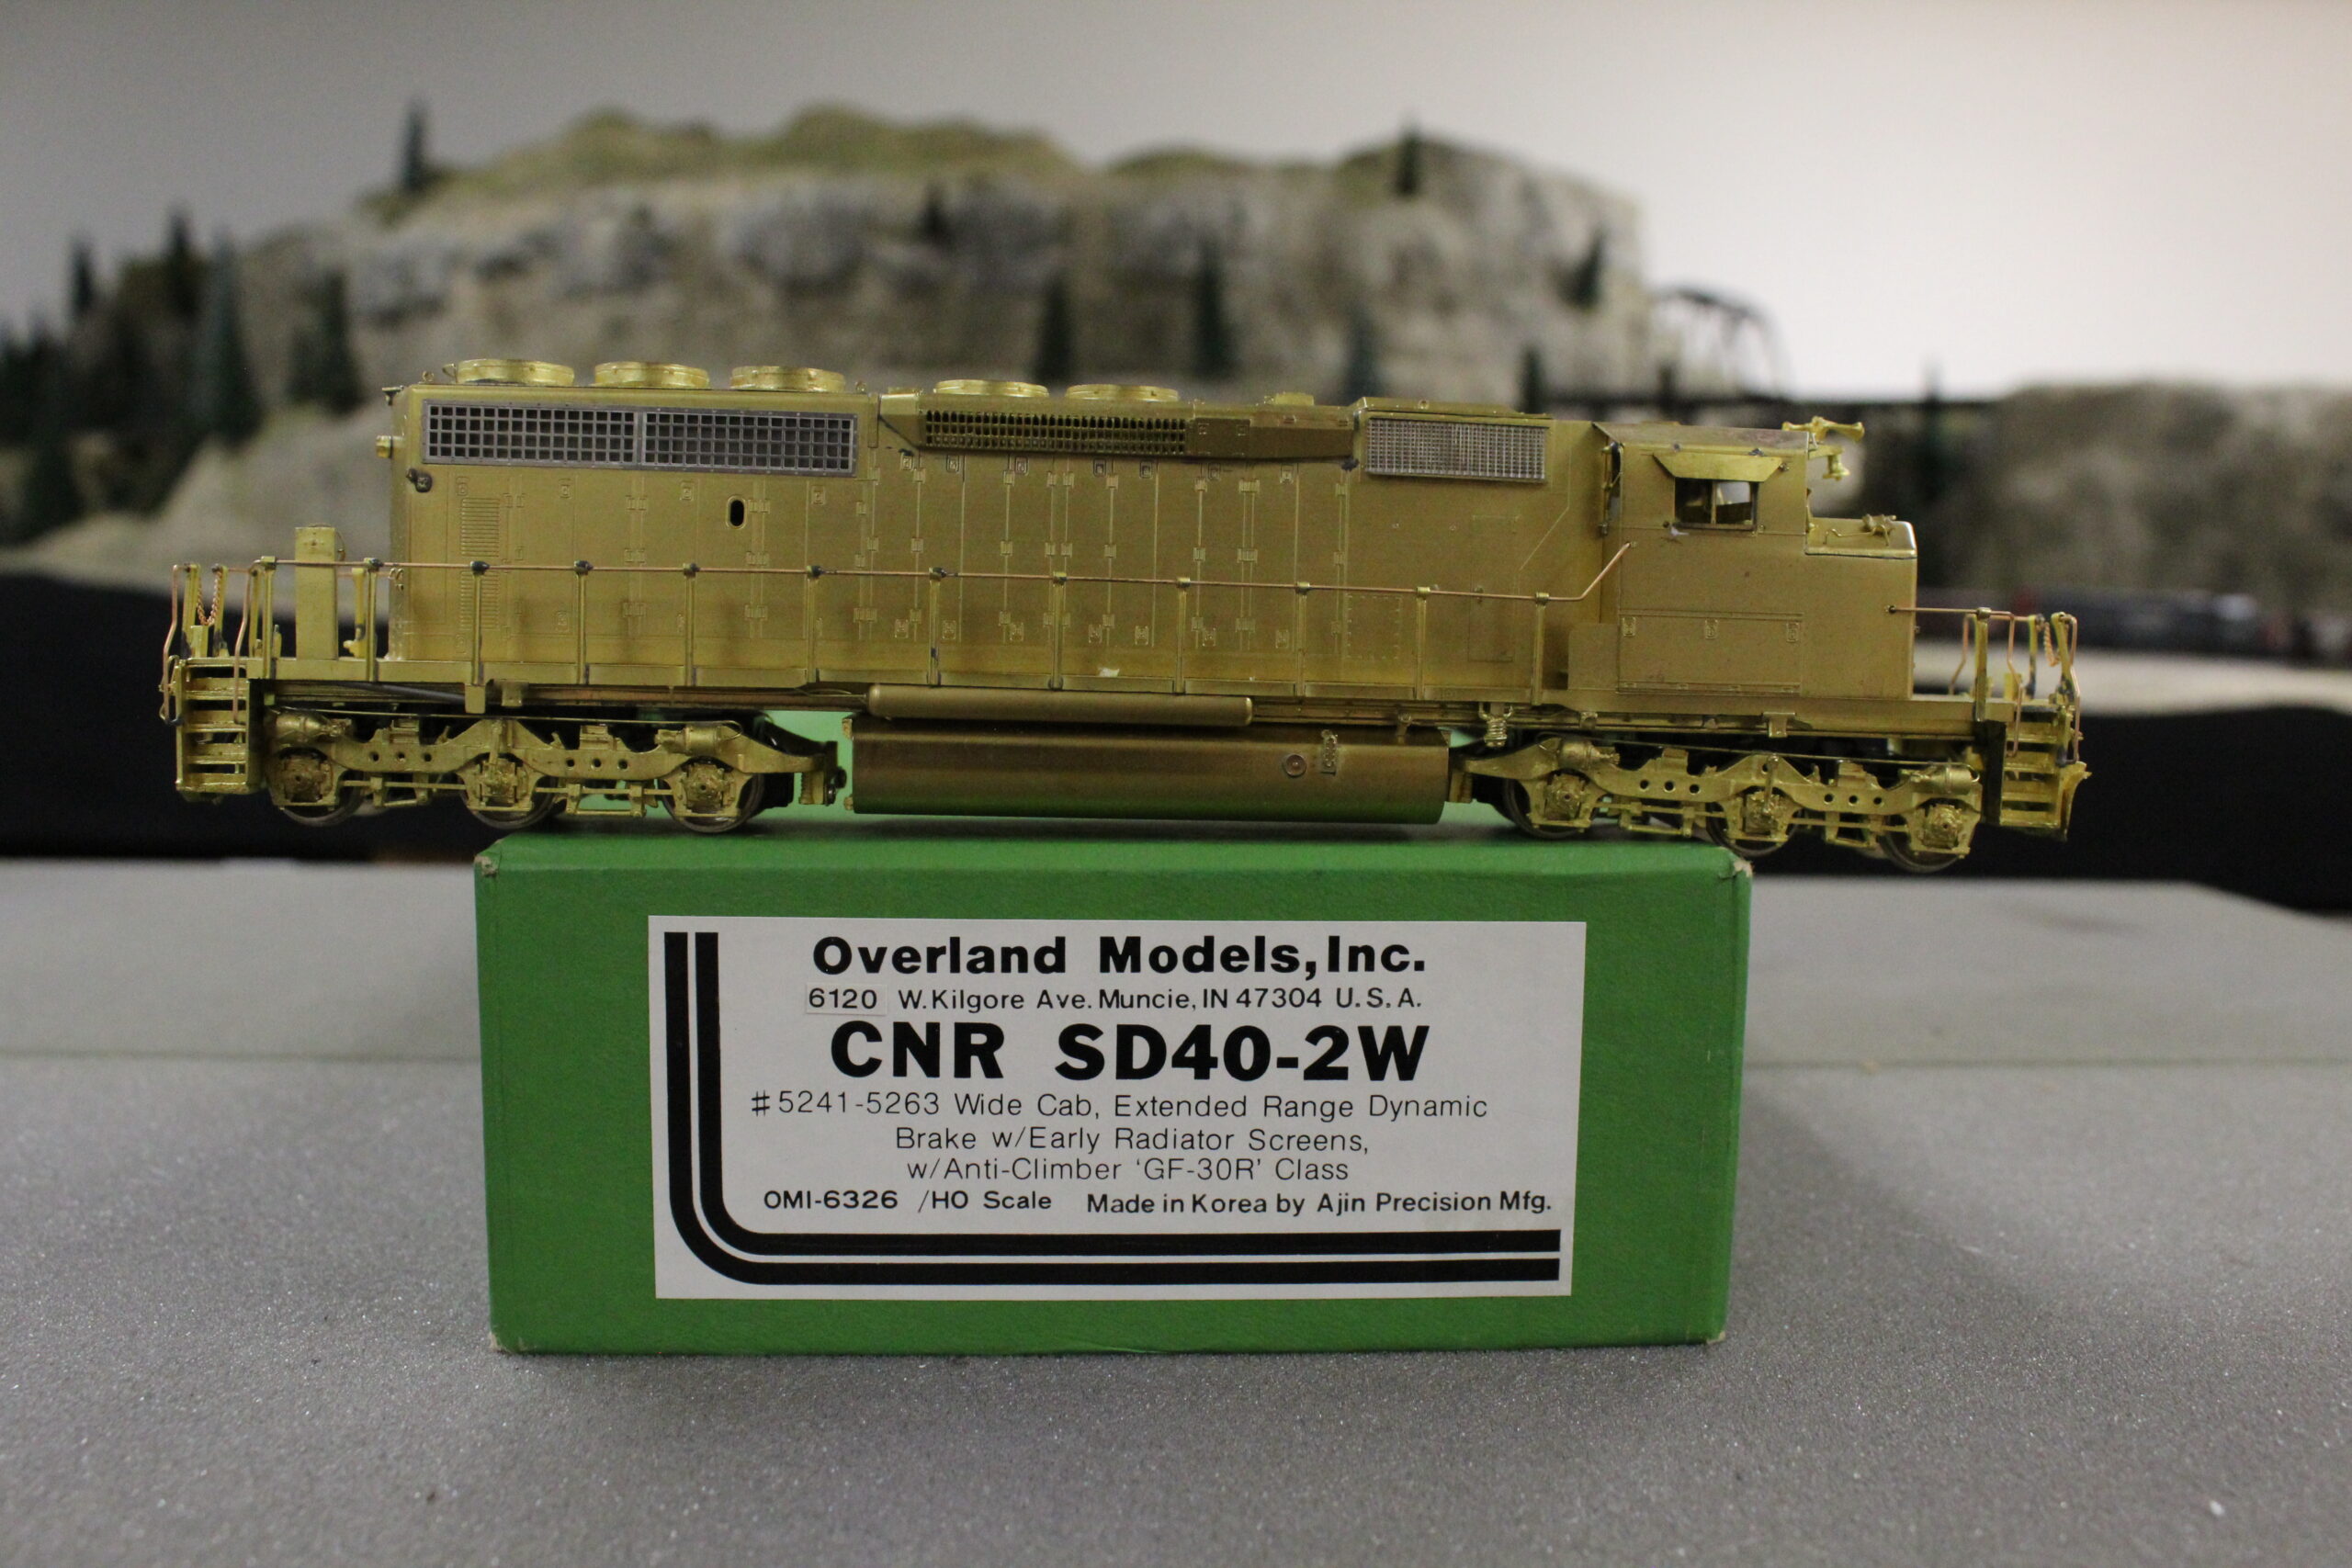 Overland Models,Inc.
6120 W.Kilgore Ave. Muncie, IN 47304 U.S.A.
CNR SD40-2W
#5241-5263 Wide Cab, Extended Range Dynamic
Brake w/Early Radiator Screens,
w/Anti-Climber ‘GF-30R’ Class
OMI-6326 /HO Scale Made in Korea by Ajin Precision Mfg.